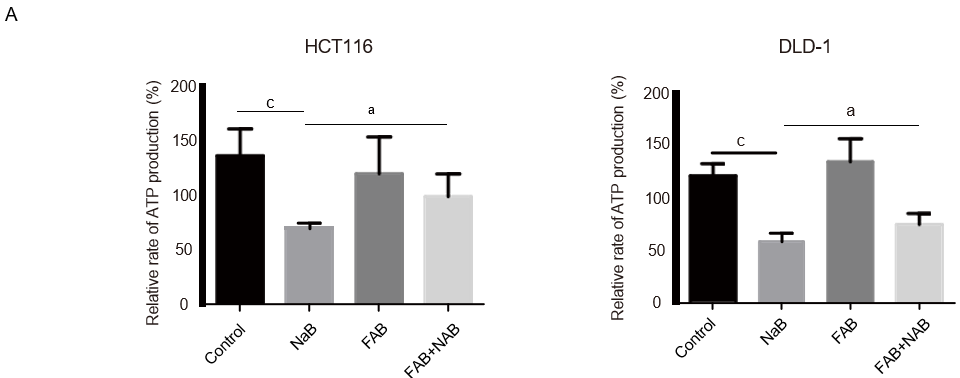 A
HCT116
Relative rate of ATP production (%)
200
150
100
50
0
c
a
Control
NaB
FAB
FAB+NAB
DLD-1
Relative rate of ATP production (%)
200
150
100
50
0
c
a
Control
NaB
FAB
FAB+NAB